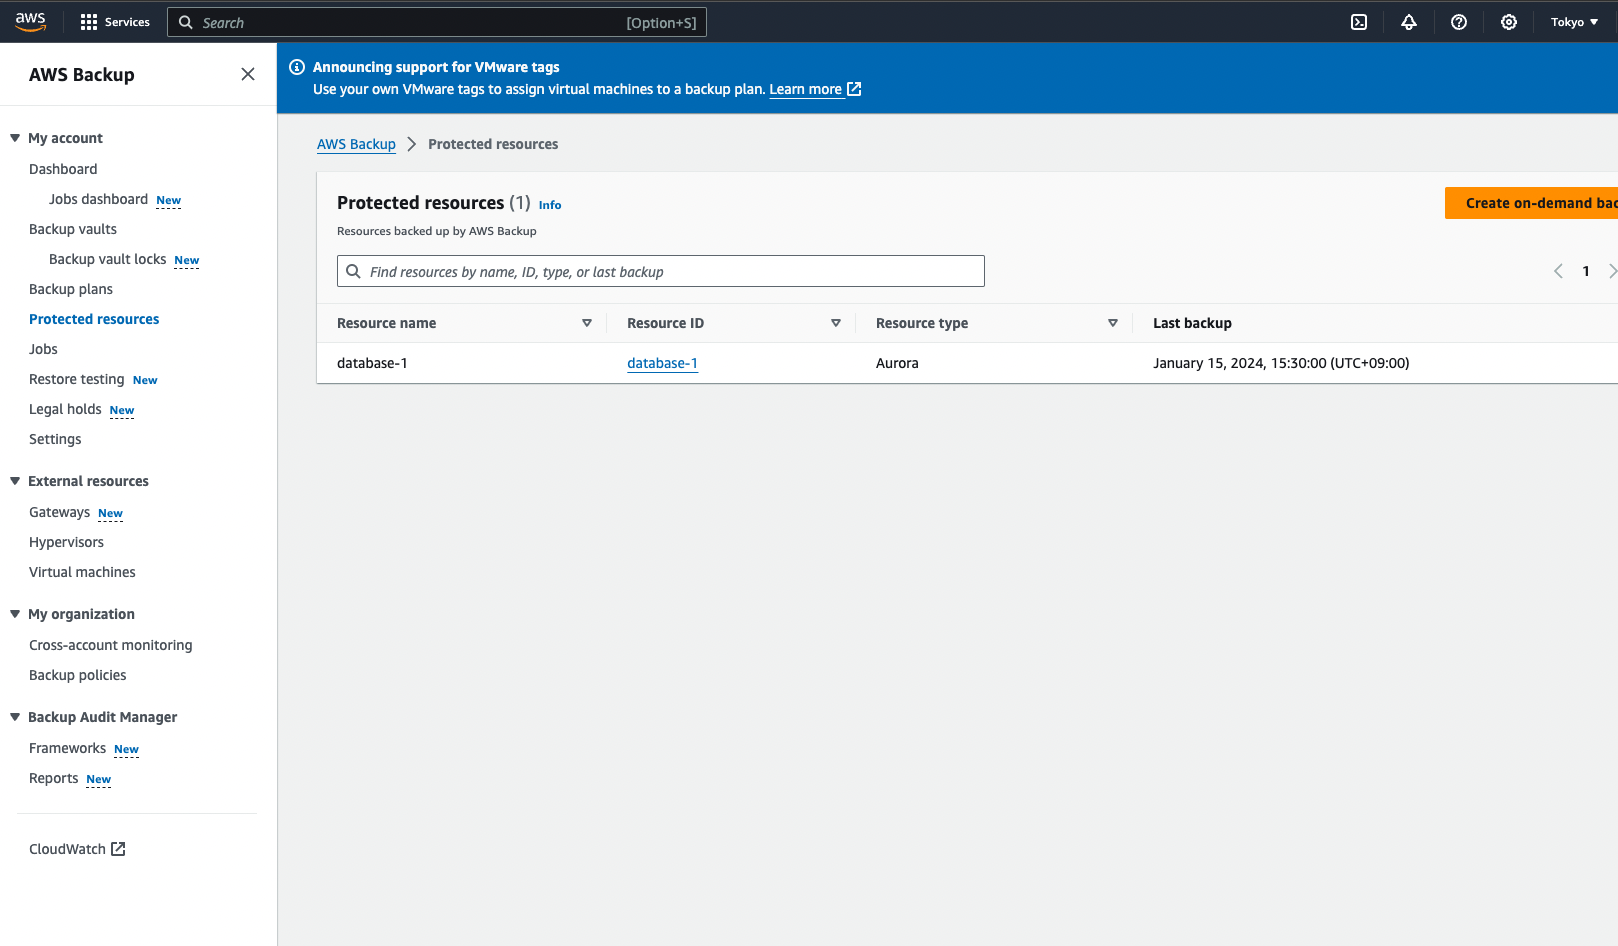 aws
Services
Search
[Option+S]
Tokyo
AWS Backup
My account
Dashboard
Jobs dashboard New
Backup vaults
Backup vault locks New
Backup plans
Protected resources
Jobs
Restore testing New
Legal holds New
Settings
External resources
Gateways New
Hypervisors
Virtual machines
My organization
Cross-account monitoring
Backup policies
Backup Audit Manager
Frameworks New
Reports New
CloudWatch
Announcing support for VMware tags
Use your own VMware tags to assign virtual machines to a backup plan. Learn more
AWS Backup > Protected resources
Protected resources (1) Info
Create on-demand bac
Resources backed up by AWS Backup
Find resources by name, ID, type, or last backup
1
Resource name Resource ID Resource type Last backup
database-1 database-1 Aurora January 15, 2024, 15:30:00 (UTC+09:00)